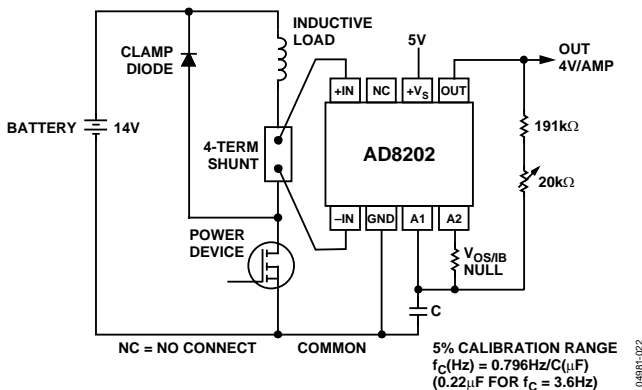 INDUCTIVE
LOAD
CLAMP
DIODE
5V
OUT
4V/AMP
+IN
NC
+VS
OUT
BATTERY
14V
4-TERM
SHUNT
AD8202
191kΩ
20kΩ
–IN
GND
A1
A2
POWER
DEVICE
VOS/IB
NULL
C
NC = NO CONNECT
COMMON
5% CALIBRATION RANGE
fC(Hz) = 0.796Hz/C(μF)
(0.22μF FOR fC = 3.6Hz)
04981-022